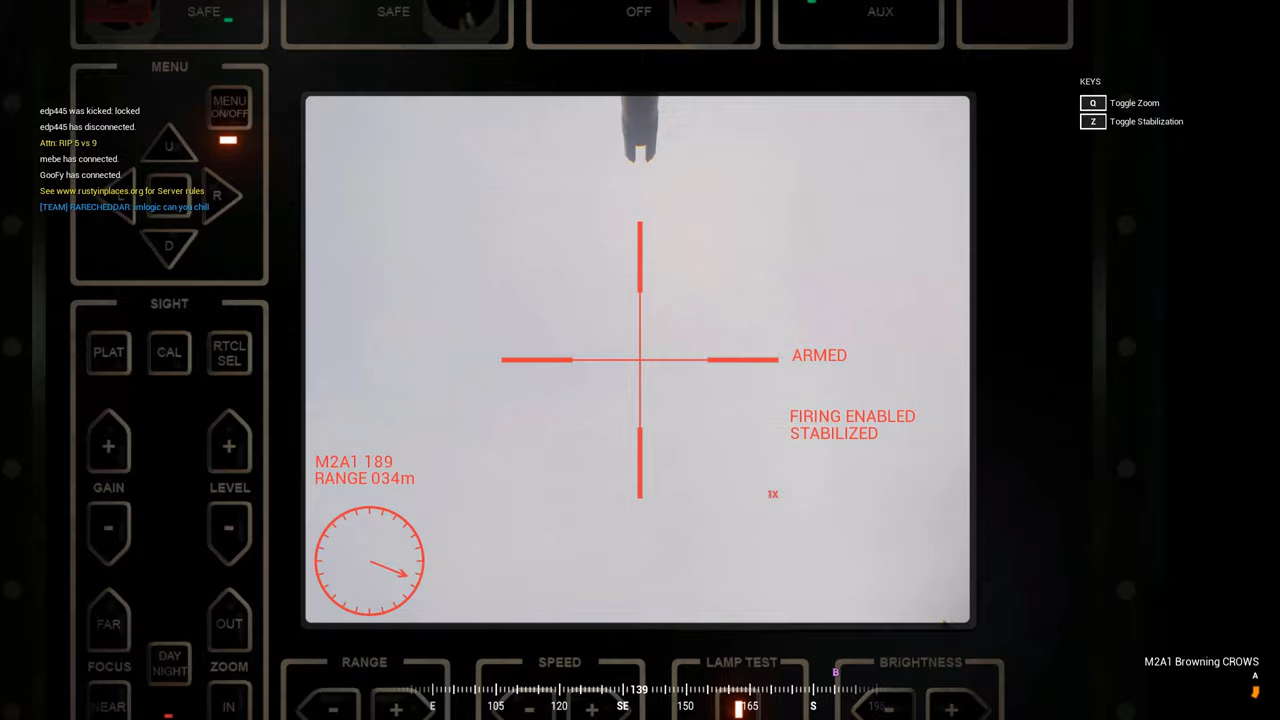 SAFE
SAFE
OFF
AUX
MENU
MENU
ON/OFF
U
R
D
edp445 was kicked: locked
edp445 has disconnected.
Attn: RIP 5 vs 9
mebe has connected.
GooFy has connected.
See www.rustyinplaces.org for Server rules
[TEAM] RARECHEDDAR: imlogic can you chill
KEYS
Q Toggle Zoom
Z Toggle Stabilization
SIGHT
PLAT
CAL
RTCL
SEL
+
+
GAIN
LEVEL
-
-
FAR
OUT
FOCUS
DAY
NIGHT
ZOOM
NEAR
IN
ARMED
FIRING ENABLED
STABILIZED
M2A1 189
RANGE 034m
RANGE
SPEED
LAMP TEST
BRIGHTNESS
B
139
E 105 120 SE 150 165 S 195
- + - + - +
M2A1 Browning CROWS
A